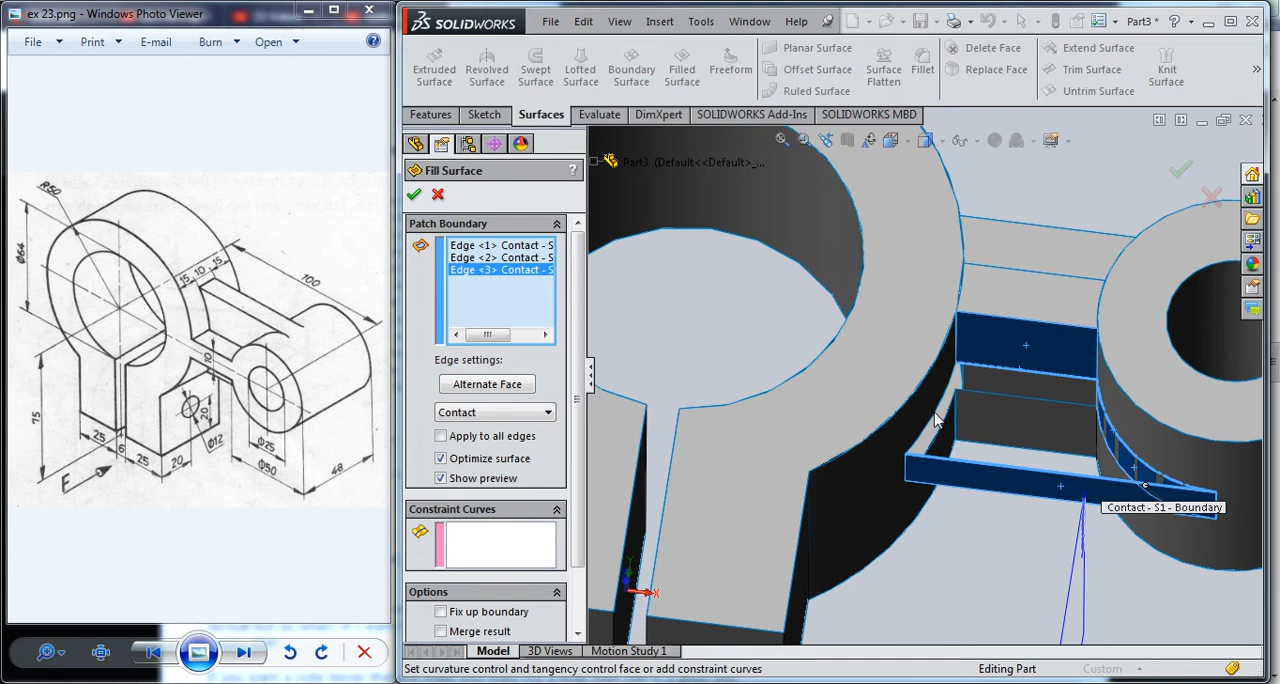 ex 23.png - Windows Photo Viewer
File Print E-mail Burn Open
R50
Φ64
15 10 15
100
10
75
20
Φ12
25 6 25 20
Φ25
Φ50
48
E
SOLIDWORKS File Edit View Insert Tools Window Help Part3 *
Extruded Surface
Revolved Surface
Swept Surface
Lofted Surface
Boundary Surface
Filled Surface
Freeform
Planar Surface
Offset Surface
Ruled Surface
Surface Flatten
Fillet
Delete Face
Replace Face
Extend Surface
Trim Surface
Untrim Surface
Knit Surface
Features Sketch Surfaces Evaluate DimXpert SOLIDWORKS Add-Ins SOLIDWORKS MBD
Part3 (Default<<Default>_...
Fill Surface ?
Patch Boundary
Edge <1> Contact - S
Edge <2> Contact - S
Edge <3> Contact - S
Edge settings:
Alternate Face
Contact
Apply to all edges
Optimize surface
Show preview
Constraint Curves
Options
Fix up boundary
Merge result
Contact - S1 - Boundary
X
Model 3D Views Motion Study 1
Set curvature control and tangency control face or add constraint curves
Editing Part
Custom